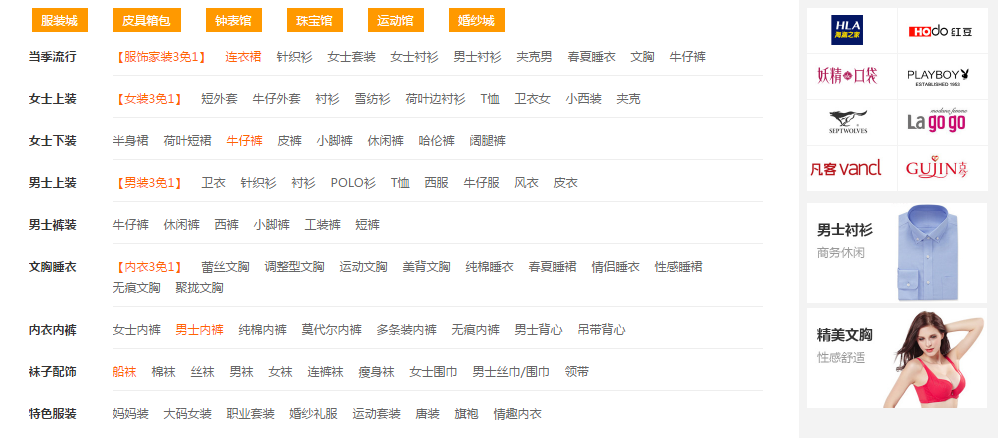 服装城 皮具箱包 钟表馆 珠宝馆 运动馆 婚纱城
当季流行 【服饰家装3免1】 连衣裙 针织衫 女士套装 女士衬衫 男士衬衫 夹克男 春夏睡衣 文胸 牛仔裤
女士上装 【女装3免1】 短外套 牛仔外套 衬衫 雪纺衫 荷叶边衬衫 T恤 卫衣女 小西装 夹克
女士下装 半身裙 荷叶短裙 牛仔裤 皮裤 小脚裤 休闲裤 哈伦裤 阔腿裤
男士上装 【男装3免1】 卫衣 针织衫 衬衫 POLO衫 T恤 西服 牛仔服 风衣 皮衣
男士裤装 牛仔裤 休闲裤 西裤 小脚裤 工装裤 短裤
文胸睡衣 【内衣3免1】 蕾丝文胸 调整型文胸 运动文胸 美背文胸 纯棉睡衣 春夏睡裙 情侣睡衣 性感睡裙
无痕文胸 聚拢文胸
内衣内裤 女士内裤 男士内裤 纯棉内裤 莫代尔内裤 多条装内裤 无痕内裤 男士背心 吊带背心
袜子配饰 船袜 棉袜 丝袜 男袜 女袜 连裤袜 瘦身袜 女士围巾 男士丝巾/围巾 领带
特色服装 妈妈装 大码女装 职业套装 婚纱礼服 运动套装 唐装 旗袍 情趣内衣
HLA
海澜之家
Hodo 红豆
妖精的口袋
PLAYBOY
ESTABLISHED 1953
SEPTWOLVES
madame femme
La go go
凡客 vancl
GUJIN 古今
男士衬衫
商务休闲
精美文胸
性感舒适